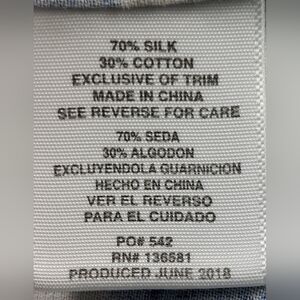 70% SILK
30% COTTON
EXCLUSIVE OF TRIM
MADE IN CHINA
SEE REVERSE FOR CARE
70% SEDA
30% ALGODON
EXCLUYENDOLA GUARNICION
HECHO EN CHINA
VER EL REVERSO
PARA EL CUIDADO
PO# 542
RN# 136581
PRODUCED JUNE 2018